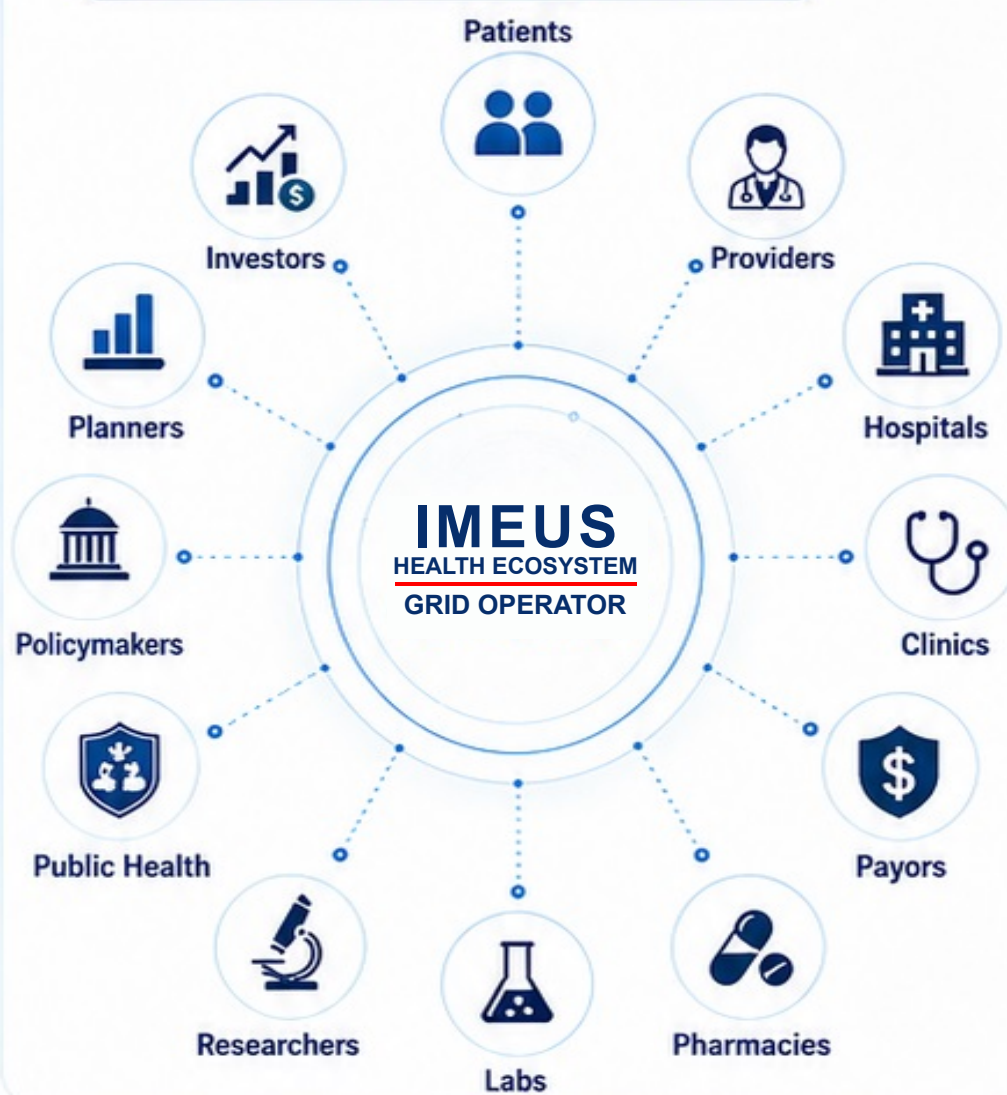 Patients
Investors
Providers
Planners
Hospitals
IMEUS
HEALTH ECOSYSTEM
GRID OPERATOR
Policymakers
Clinics
Public Health
Payors
Researchers
Pharmacies
Labs
$
$